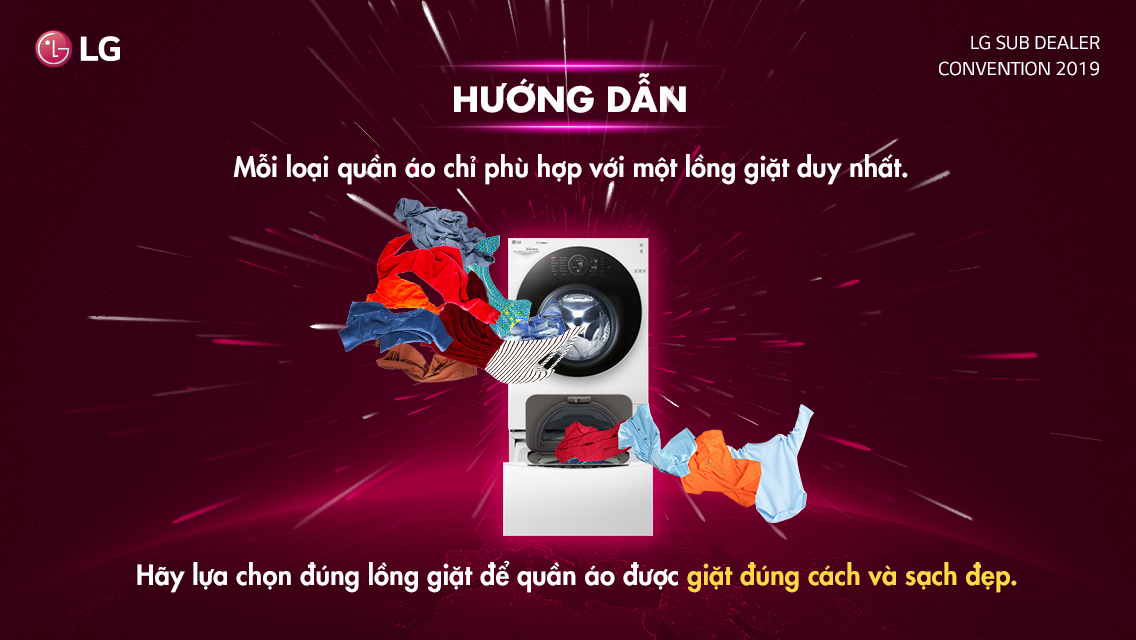 LG
LG SUB DEALER
CONVENTION 2019
HƯỚNG DẪN
Mỗi loại quần áo chỉ phù hợp với một lồng giặt duy nhất.
LG
Hãy lựa chọn đúng lồng giặt để quần áo được giặt đúng cách và sạch đẹp.